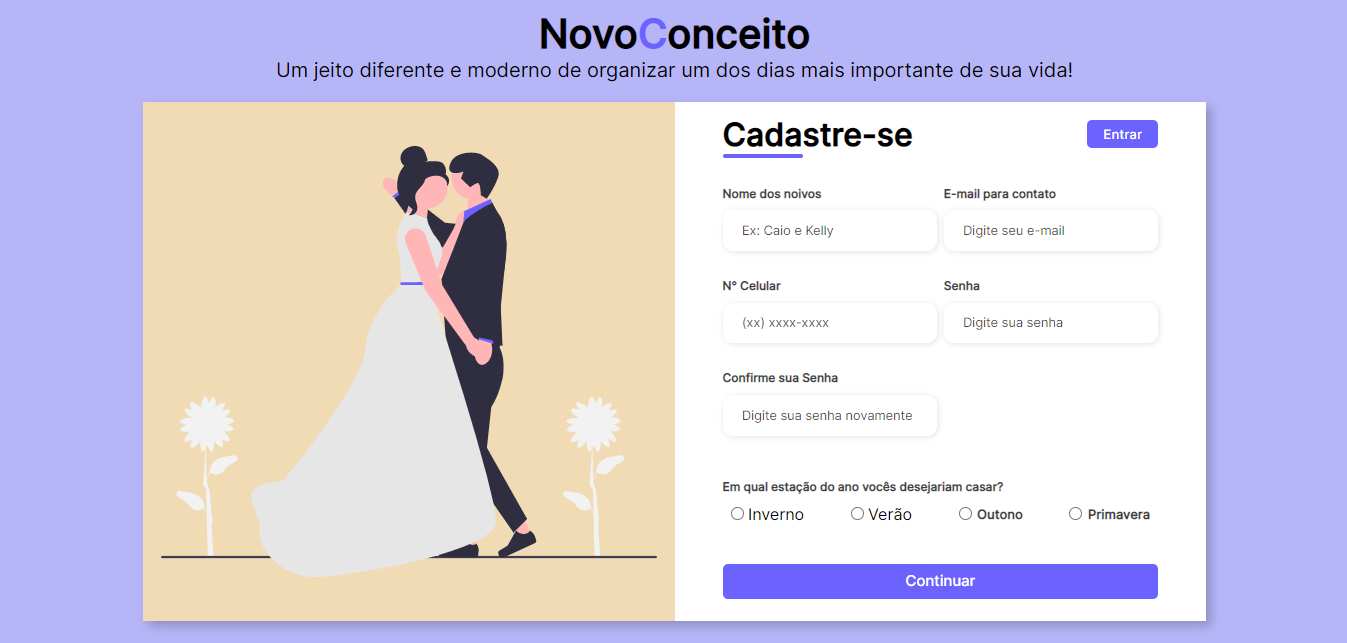 NovoConceito
Um jeito diferente e moderno de organizar um dos dias mais importante de sua vida!
Cadastre-se
Entrar
Nome dos noivos
E-mail para contato
Ex: Caio e Kelly
Digite seu e-mail
Nº Celular
Senha
(xx) xxxx-xxxx
Digite sua senha
Confirme sua Senha
Digite sua senha novamente
Em qual estação do ano vocês desejariam casar?
Inverno Verão Outono Primavera
Continuar